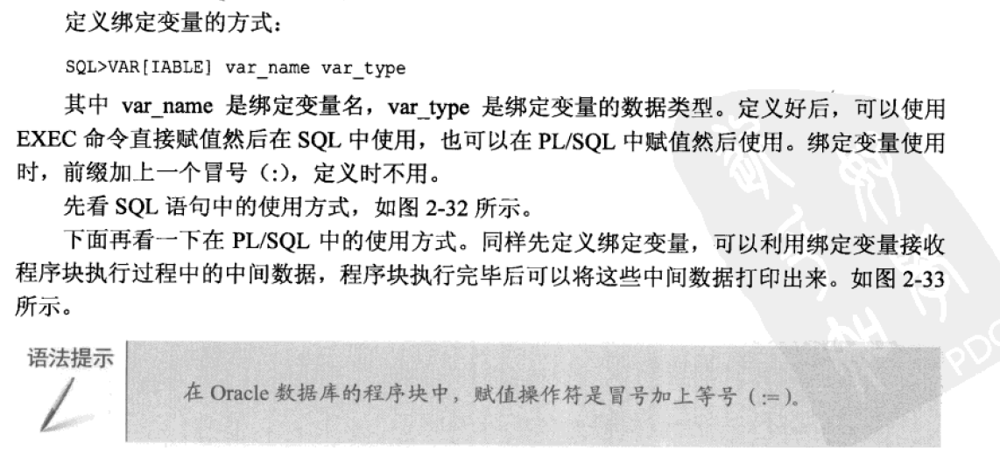 定义绑定变量的方式：
SQL>VAR[IABLE] var_name var_type
其中 var_name 是绑定变量名，var_type 是绑定变量的数据类型。定义好后，可以使用
EXEC 命令直接赋值然后在 SQL 中使用，也可以在 PL/SQL 中赋值然后使用。绑定变量使用
时，前缀加上一个冒号（:），定义时不用。
先看 SQL 语句中的使用方式，如图 2-32 所示。
下面再看一下在 PL/SQL 中的使用方式。同样先定义绑定变量，可以利用绑定变量接收
程序块执行过程中的中间数据，程序块执行完毕后可以将这些中间数据打印出来。如图 2-33
所示。
语法提示
在 Oracle 数据库的程序块中，赋值操作符是冒号加上等号（:=）。